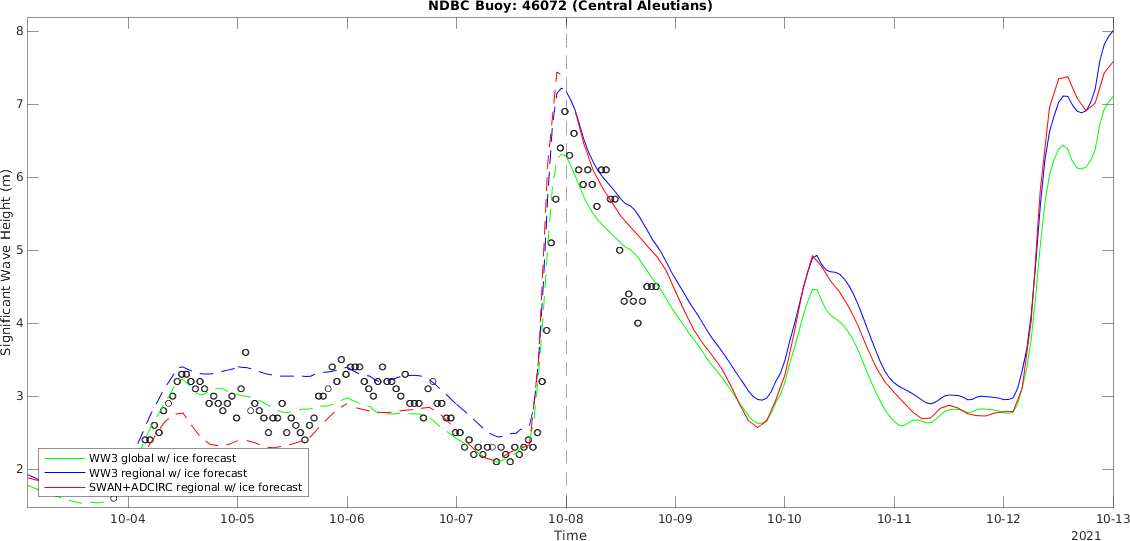 NDBC Buoy: 46072 (Central Aleutians)
8
7
6
5
4
3
2
Significant Wave Height (m)
WW3 global w/ ice forecast
WW3 regional w/ ice forecast
SWAN+ADCIRC regional w/ ice forecast
10-04 10-05 10-06 10-07 10-08 10-09 10-10 10-11 10-12 10-13
Time
2021